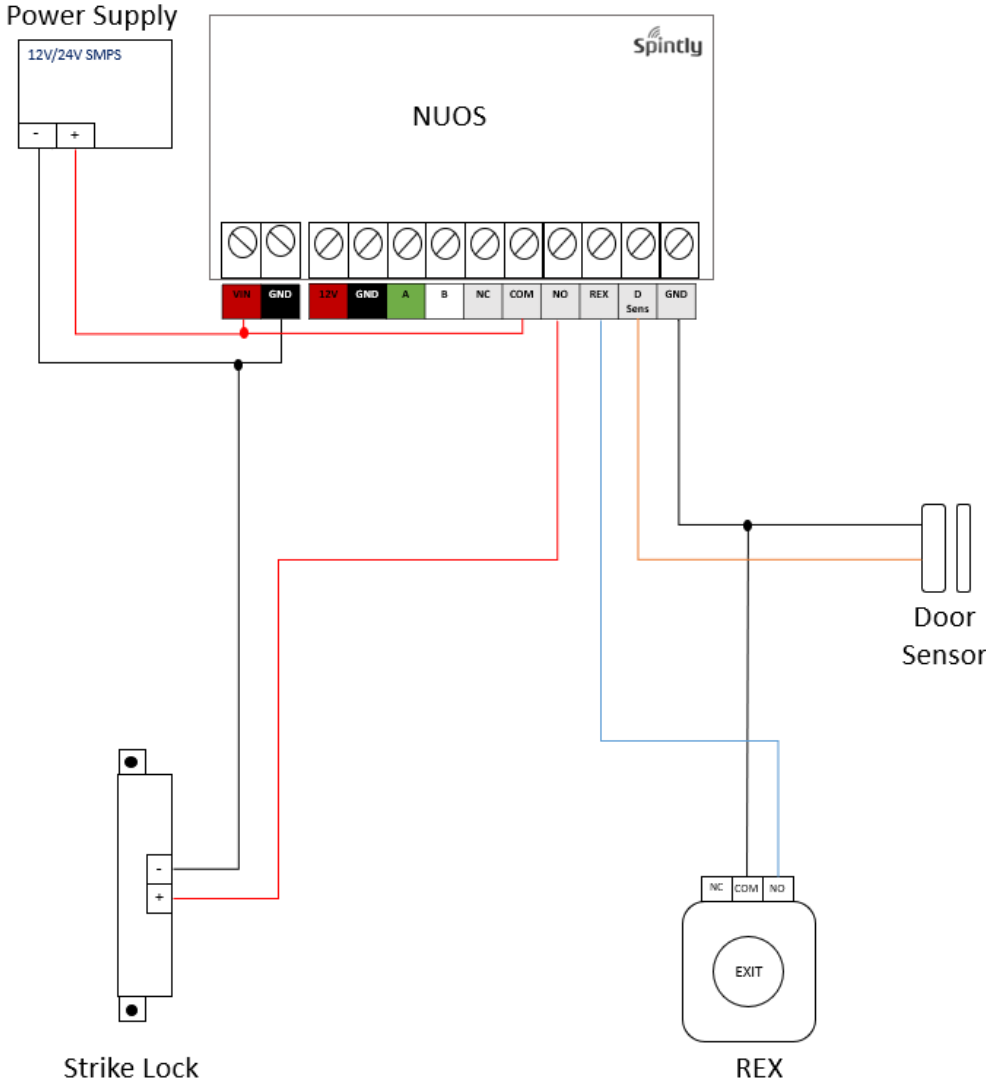 Power Supply
12V/24V SMPS
- +
Spintly
NUOS
VIN GND 12V GND A B NC COM NO REX D Sens GND
Door
Sensor
-
+
NC COM NO
EXIT
Strike Lock
REX